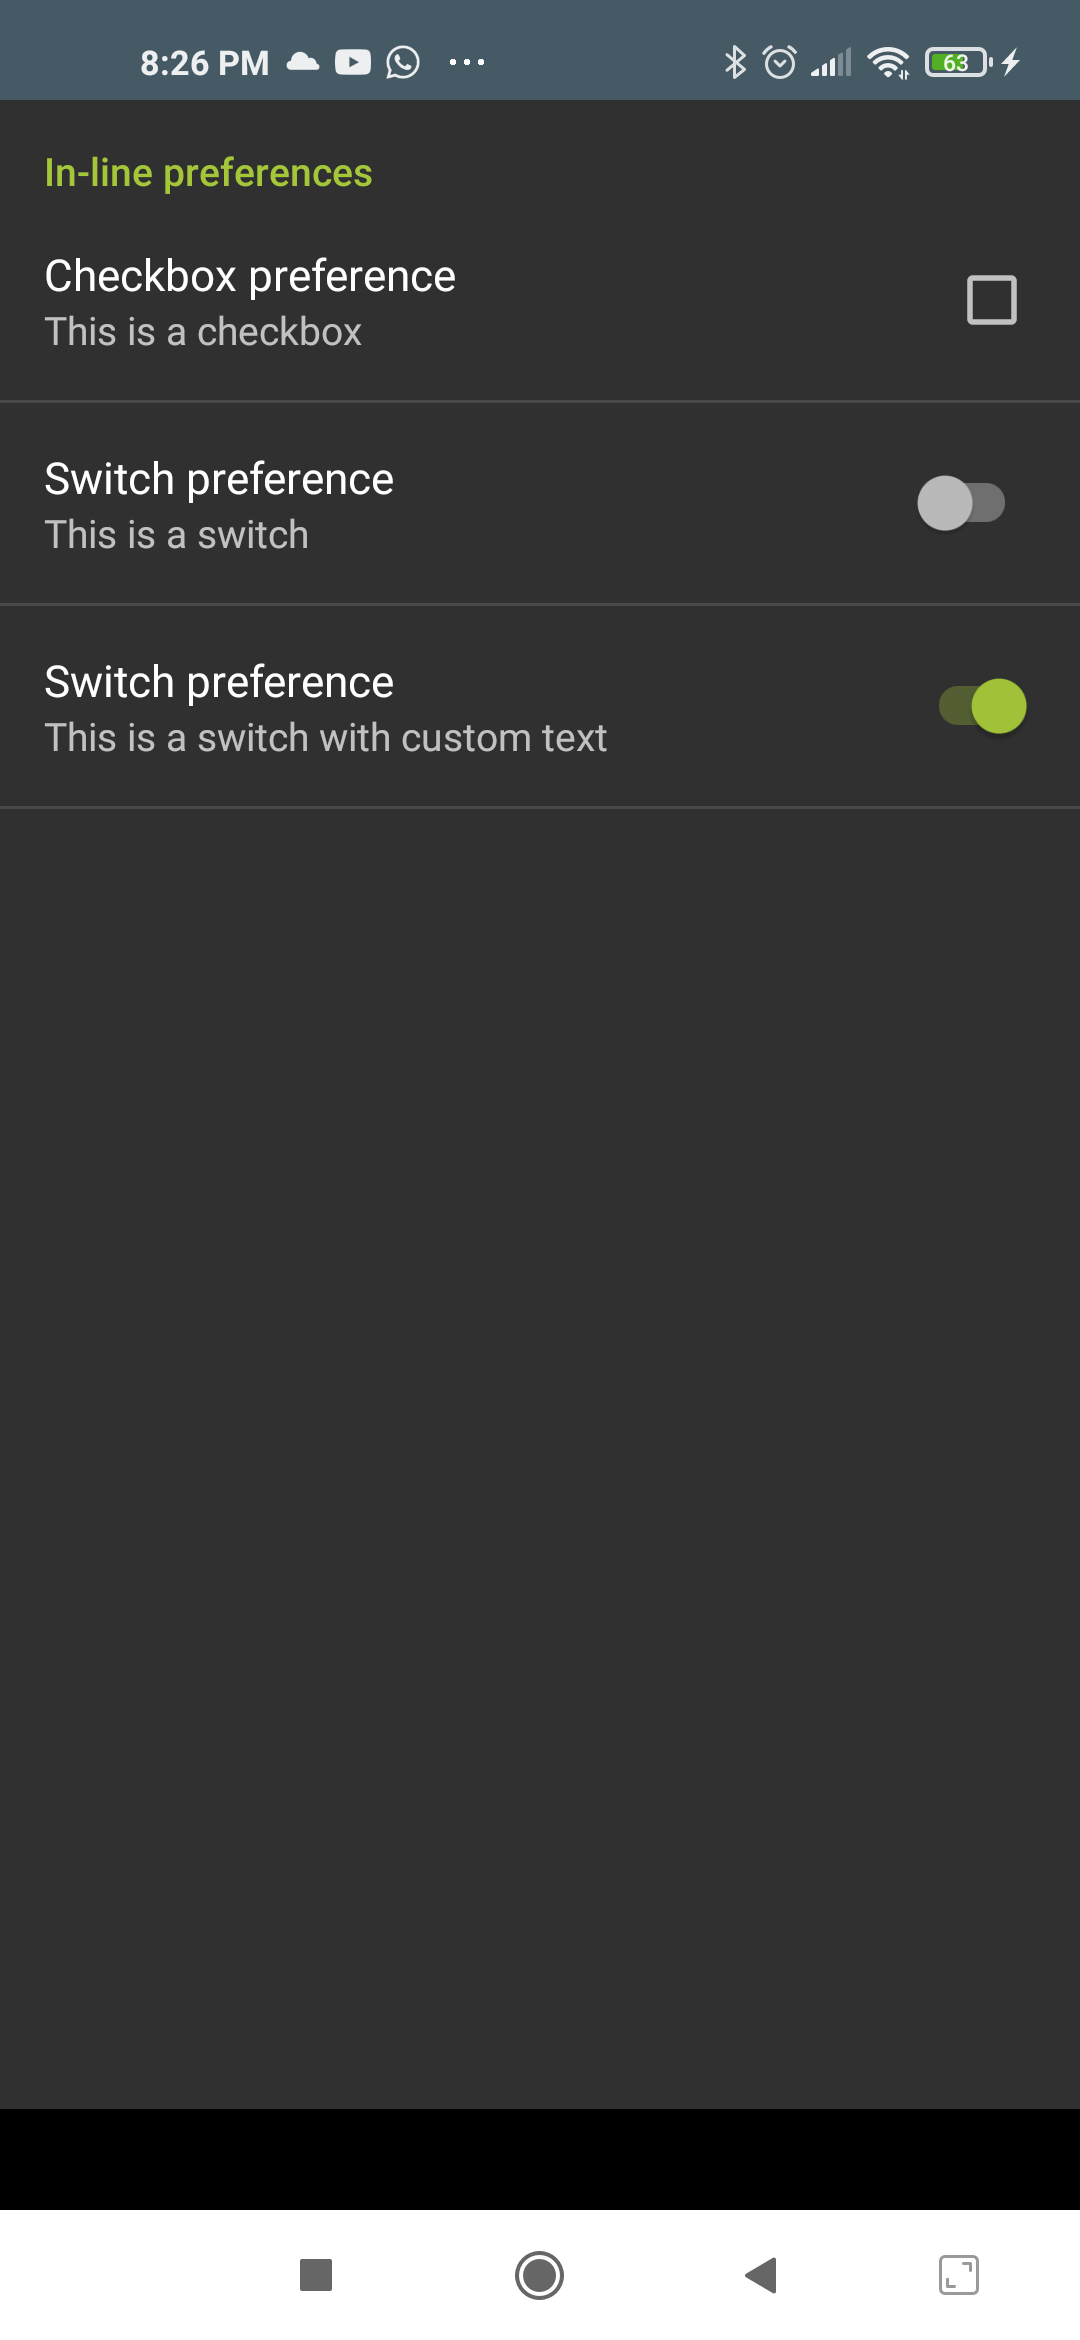 8:26 PM
63
In-line preferences
Checkbox preference
This is a checkbox
Switch preference
This is a switch
Switch preference
This is a switch with custom text